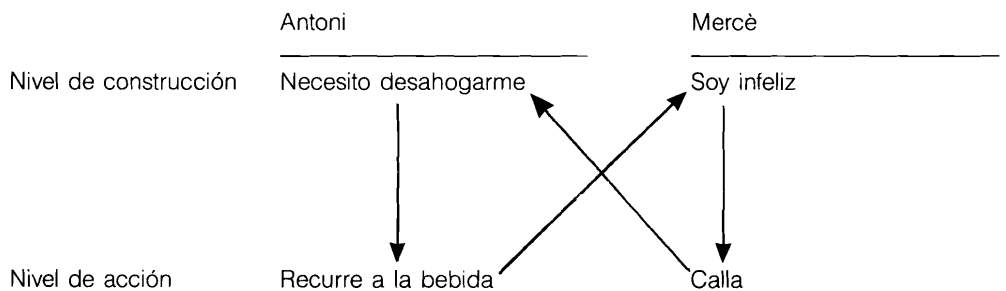 Antoni Mercè
Nivel de construcción Necesito desahogarme Soy infeliz
Nivel de acción Recurre a la bebida Calla